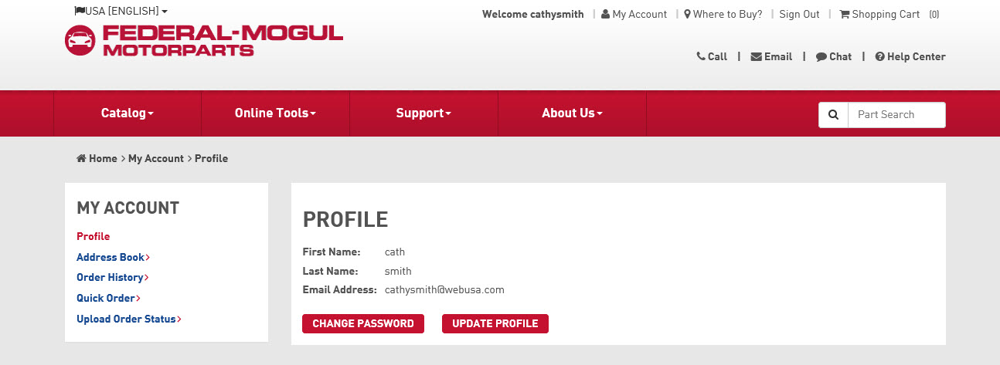 USA [ENGLISH]
Welcome cathysmith | My Account | Where to Buy? | Sign Out | Shopping Cart (0)
FEDERAL-MOGUL
MOTORPARTS
Call | Email | Chat | Help Center
Catalog Online Tools Support About Us Part Search
Home > My Account > Profile
MY ACCOUNT
Profile
Address Book >
Order History >
Quick Order >
Upload Order Status >
PROFILE
First Name: cath
Last Name: smith
Email Address: cathysmith@webusa.com
CHANGE PASSWORD UPDATE PROFILE